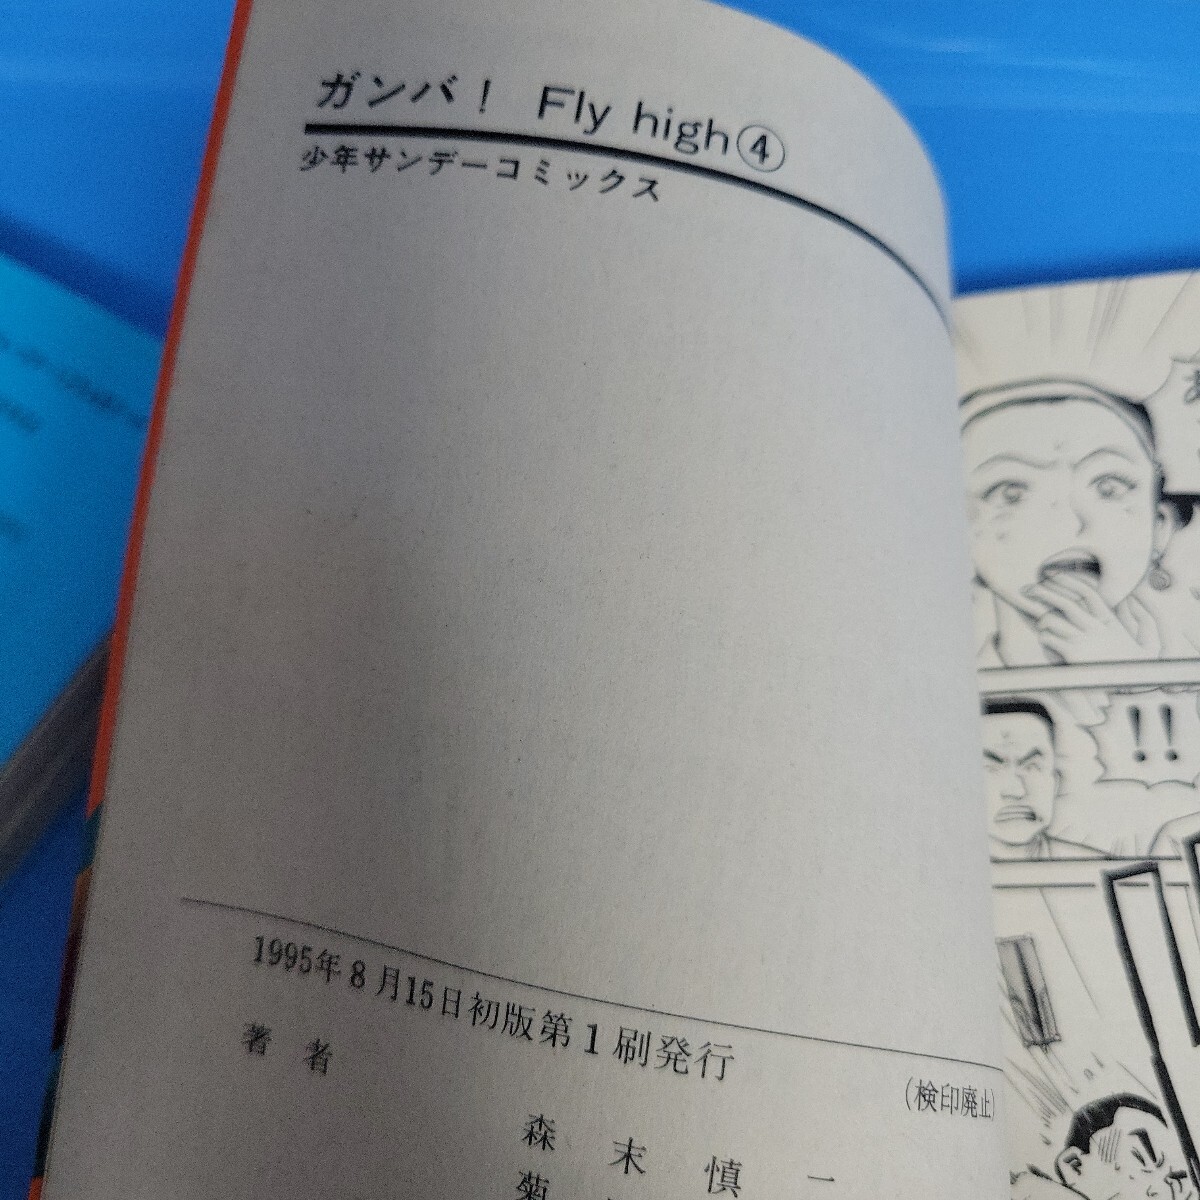 ガンバ！ Fly high④
少年サンデーコミックス
1995年8月15日初版第1刷発行
(検印廃止)
著者
森末慎一
菊
!!